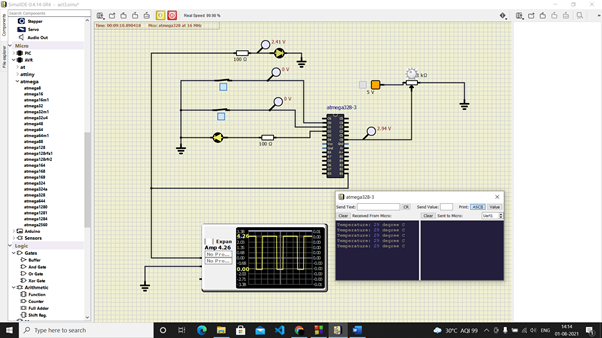 SimulIDE-0.4.14-SR4 - act3.simu*
Search Components
Stepper
Servo
Audio Out
Micro
PIC
AVR
at
attiny
atmega
atmega8
atmega16
atmega16m1
atmega32
atmega32m1
atmega32u4
atmega48
atmega64
atmega64m1
atmega88
atmega128
atmega128rfa1
atmega128rfr2
atmega164
atmega168
atmega169
atmega324
atmega324a
atmega328
atmega644
atmega1280
atmega1281
atmega1284
atmega2560
Arduino
Sensors
Logic
Gates
Buffer
And Gate
Or Gate
Xor Gate
Arithmetic
Function
Counter
Full Adder
Shift Reg.
Components
File explorer
Real Speed: 99.86 %
Time: 00:00:18.890418
Mcu: atmega328 at 16 MHz
2.41 V
100 Ω
0 V
0 V
100 Ω
atmega328-3
5 V
1 kΩ
2.94 V
Expan
Amp 4.26
No Pro...
No Pro...
4.26
0.00
atmega328-3
Send Text:
CR
Send Value:
Print:
ASCII
Value
Clear
Received From Micro:
Clear
Sent to Micro:
Uart1
Temperature: 29 degree C
Temperature: 29 degree C
Temperature: 29 degree C
Temperature: 29 degree C
Temperature: 29 degree C
Type here to search
30°C AQI 99
ENG
14:14
01-08-2021